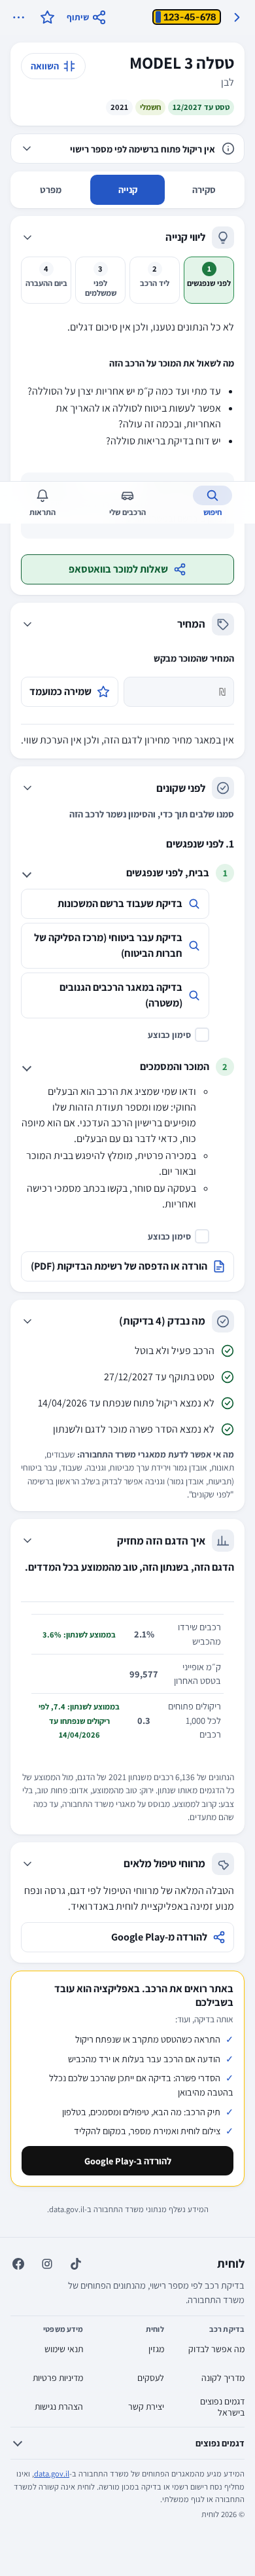 123-45-678
שיתוף
טסלה MODEL 3
לבן
השוואה
טסט עד 12/2027
חשמלי
2021
אין ריקול פתוח ברשימה לפי מספר רישוי
סקירה
קנייה
מפרט
ליווי קנייה
1
לפני שנפגשים
2
ליד הרכב
3
לפני
שמשלמים
4
ביום ההעברה
לא כל הנתונים נטענו, ולכן אין סיכום דגלים.
מה לשאול את המוכר על הרכב הזה
עד מתי ועד כמה ק״מ יש אחריות יצרן על הסוללה?
אפשר לעשות ביטוח לסוללה או להאריך את
האחריות, ובכמה זה עולה?
יש דוח בדיקת בריאות סוללה?
חיפוש
הרכבים שלי
התראות
שאלות למוכר בוואטסאפ
המחיר
המחיר שהמוכר מבקש
₪
שמירה כמועמד
אין במאגר מחיר מחירון לדגם הזה, ולכן אין הערכת שווי.
לפני שקונים
סמנו שלבים תוך כדי, והסימון נשמר לרכב הזה
1. לפני שנפגשים
1
בבית, לפני שנפגשים
בדיקת שעבוד ברשם המשכונות
בדיקת עבר ביטוחי (מרכז הסליקה של
חברות הביטוח)
בדיקה במאגר הרכבים הגנובים
(משטרה)
סימון כבוצע
2
המוכר והמסמכים
ודאו שמי שמציג את הרכב הוא הבעלים
החוקי: שמו ומספר תעודת הזהות שלו
מופיעים ברישיון הרכב העדכני. אם הוא מיופה
כוח, כדאי לדבר גם עם הבעלים.
במכירה פרטית, מומלץ להיפגש בבית המוכר
ובאור יום.
בעסקה עם סוחר, בקשו בכתב מסמכי רכישה
ואחריות.
סימון כבוצע
הורדה או הדפסה של רשימת הבדיקות (PDF)
מה נבדק (4 בדיקות)
הרכב פעיל ולא בוטל
טסט בתוקף עד 27/12/2027
לא נמצא ריקול פתוח שנפתח עד 14/04/2026
לא נמצא הסדר פשרה מוכר לדגם ולשנתון
מה אי אפשר לדעת ממאגרי משרד התחבורה: שעבודים,
תאונות, אובדן גמור וירידת ערך מביטוח, וגניבה. שעבוד, עבר ביטוחי
(תביעות, אובדן גמור) וגניבה אפשר לבדוק בשלב הראשון ברשימה
"לפני שקונים".
איך הדגם הזה מחזיק
הדגם הזה, בשנתון הזה, טוב מהממוצע בכל המדדים.
רכבים שירדו
מהכביש
2.1%
בממוצע לשנתון: 3.6%
ק״מ אופייני
בטסט האחרון
99,577
ריקולים פתוחים
לכל 1,000
רכבים
0.3
בממוצע לשנתון: 7.4, לפי
ריקולים שנפתחו עד
14/04/2026
הנתונים של 6,136 רכבים משנתון 2021 של הדגם, מול הממוצע של
כל הדגמים מאותו שנתון. ירוק: טוב מהממוצע, אדום: פחות טוב, בלי
צבע: קרוב לממוצע. מבוסס על מאגרי משרד התחבורה, עד כמה
שהם מתעדים.
מרווחי טיפול מלאים
הטבלה המלאה של מרווחי הטיפול לפי דגם, גרסה ונפח
מנוע זמינה באפליקציית לוחית באנדרואיד.
להורדה מ-Google Play
באתר רואים את הרכב. באפליקציה הוא עובד
בשבילכם
אותה בדיקה, ועוד:
✓ התראה כשהטסט מתקרב או שנפתח ריקול
✓ הודעה אם הרכב עבר בעלות או ירד מהכביש
✓ הסדרי פשרה: בדיקה אם ייתכן שהרכב שלכם נכלל
בהטבה מהיבואן
✓ תיק הרכב: מה הבא, טיפולים ומסמכים, בטלפון
✓ צילום לוחית ואמירת מספר, במקום להקליד
להורדה ב-Google Play
המידע נשלף מנתוני משרד התחבורה ב-data.gov.il.
לוחית
בדיקת רכב לפי מספר רישוי, מהנתונים הפתוחים של
משרד התחבורה.
בדיקת רכב
לוחית
מידע משפטי
מה אפשר לבדוק
מגזין
תנאי שימוש
מדריך לקונה
לעסקים
מדיניות פרטיות
דגמים נפוצים
בישראל
יצירת קשר
הצהרת נגישות
דגמים נפוצים
המידע מגיע מהמאגרים הפתוחים של משרד התחבורה ב-data.gov.il, ואינו
מחליף נסח רישום רשמי או בדיקה במכון מורשה. לוחית אינה קשורה למשרד
התחבורה או לגוף ממשלתי.
© 2026 לוחית